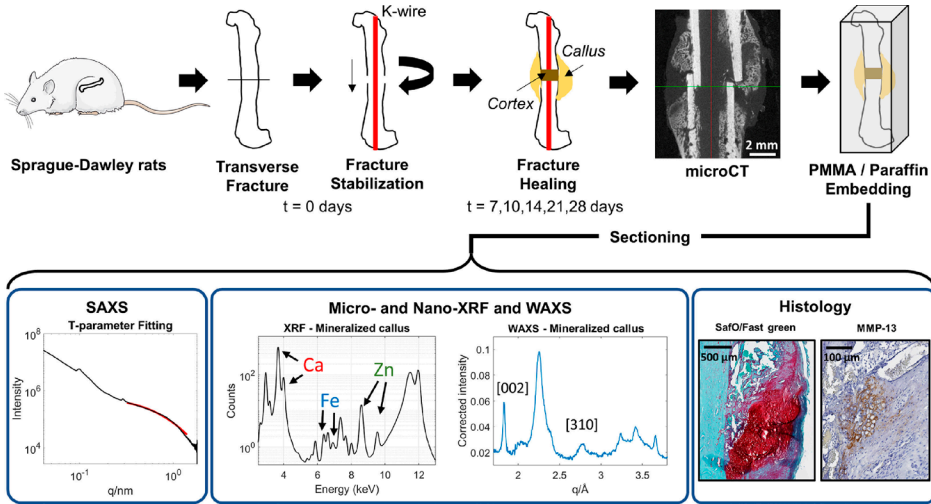 K-wire
Callus
Cortex
2 mm
Sprague-Dawley rats
Transverse
Fracture
Fracture
Stabilization
Fracture
Healing
microCT
PMMA / Paraffin
Embedding
t = 0 days
t = 7,10,14,21,28 days
Sectioning
SAXS
T-parameter Fitting
Intensity
10^8
10^6
10^4
10^-1
10^0
q/nm
Micro- and Nano-XRF and WAXS
XRF - Mineralized callus
Counts
10^2
10^0
Ca
Fe
Zn
4
6
8
10
12
Energy (keV)
WAXS - Mineralized callus
Corrected intensity
0.1
0.08
0.06
0.04
0.02
[002]
[310]
2
2.5
3
3.5
q/Å
Histology
SafO/Fast green
500 µm
MMP-13
100 µm